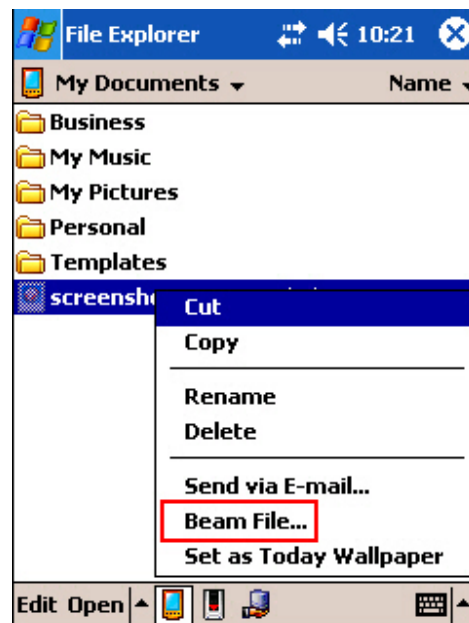 File Explorer 10:21
My Documents Name
Business
My Music
My Pictures
Personal
Templates
Cut
Copy
Rename
Delete
Send via E-mail...
Beam File...
Set as Today Wallpaper
Edit Open